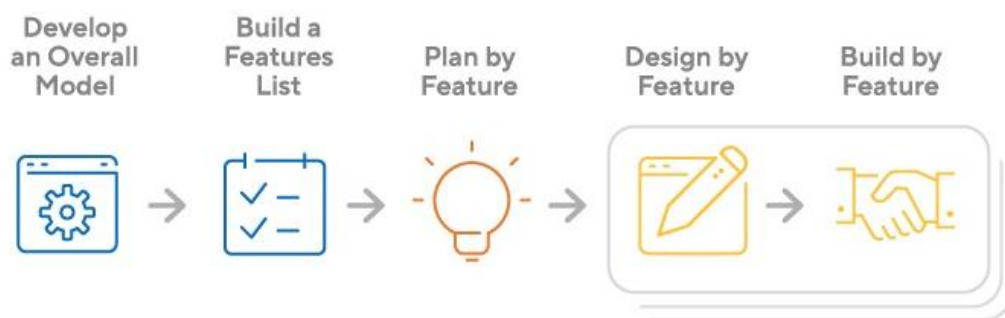 Develop
an Overall
Model
Build a
Features
List
Plan by
Feature
Design by
Feature
Build by
Feature